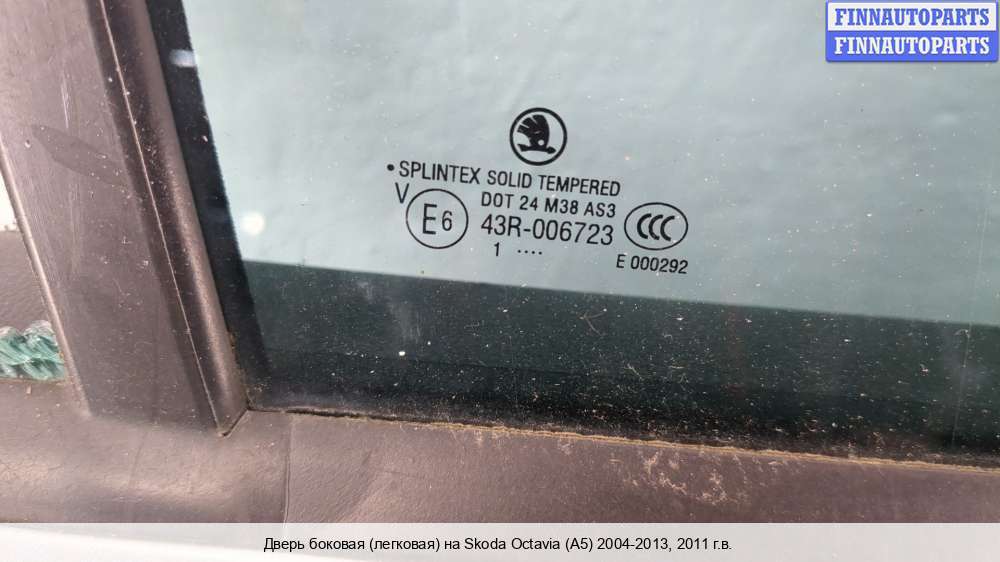 FINNAUTOPARTS
FINNAUTOPARTS
• SPLINTEX SOLID TEMPERED
V
DOT 24 M38 AS3
E6
43R-006723
CCC
1 ....
E 000292
Дверь боковая (легковая) на Skoda Octavia (A5) 2004-2013, 2011 г.в.